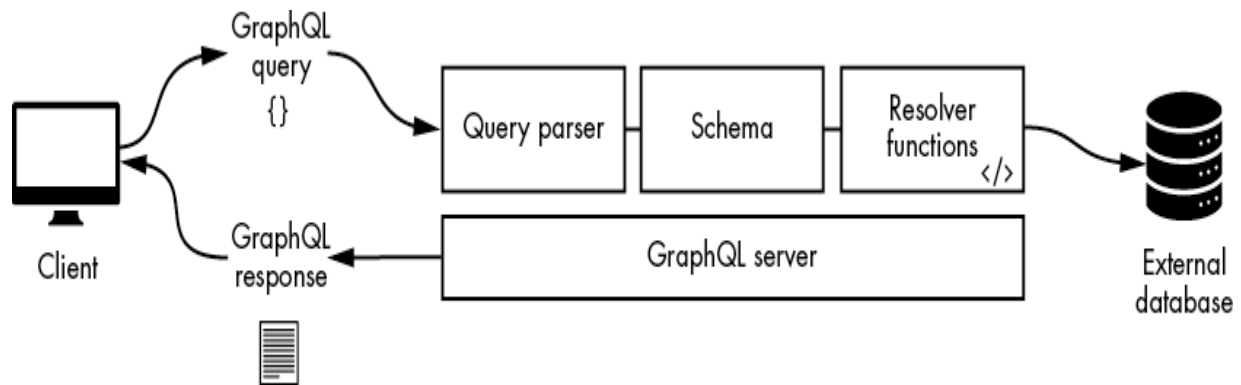 GraphQL
query
{}
Query parser
Schema
Resolver
functions
</>
Client
GraphQL
response
GraphQL server
External
database